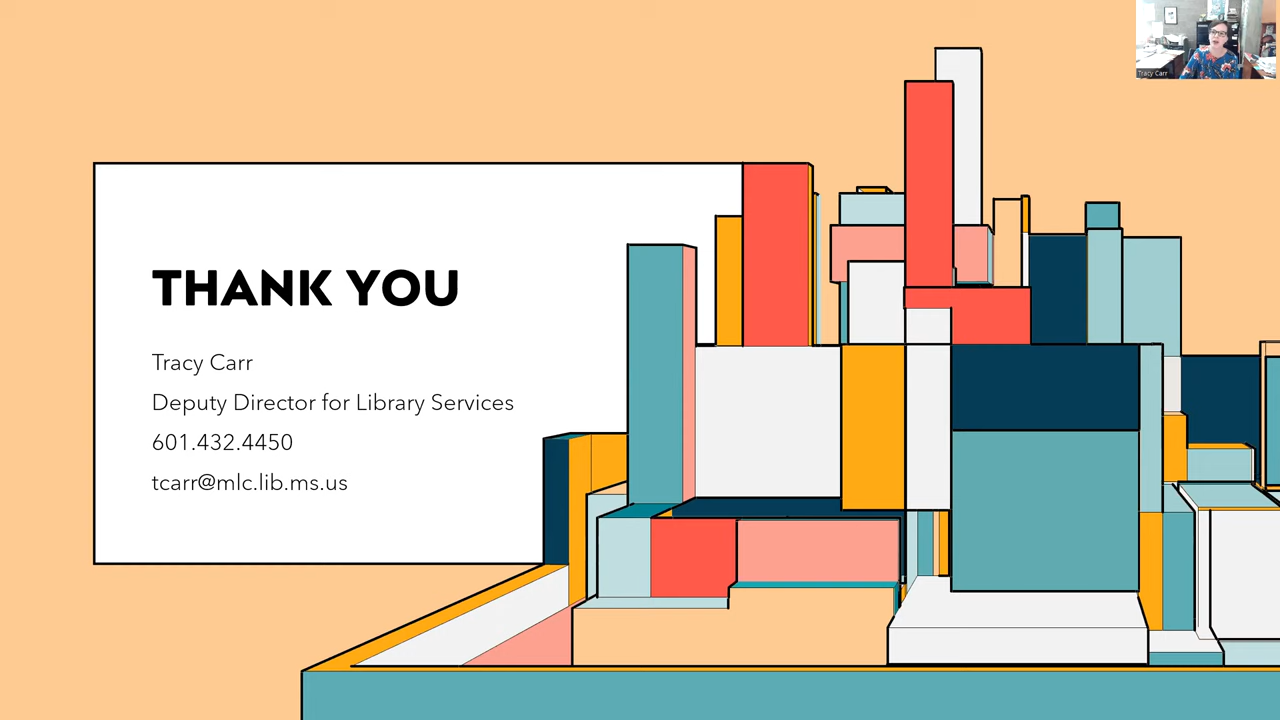 Tracy Carr
THANK YOU
Tracy Carr
Deputy Director for Library Services
601.432.4450
tcarr@mlc.lib.ms.us